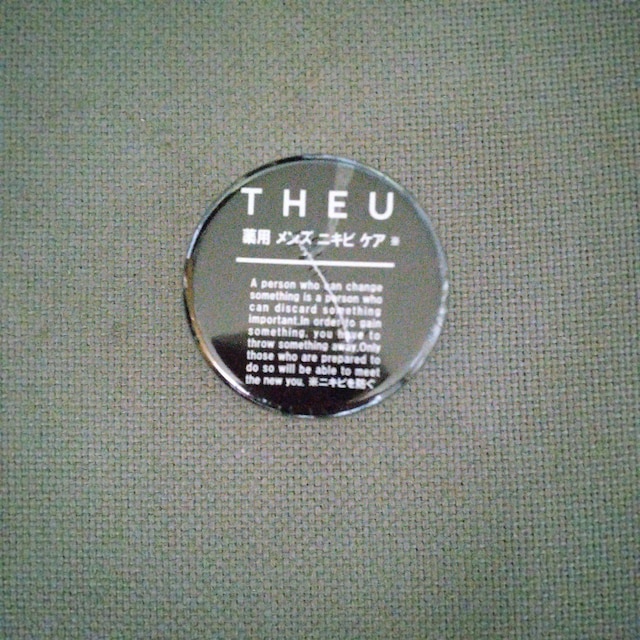 THEU
薬用 メンズ ニキビ ケア ※
A person who can change
something is a person who
can discard something
important.In order to gain
something, you have to
throw something away.Only
those who are prepared to
do so will be able to meet
the new you. ※ニキビを防ぐ